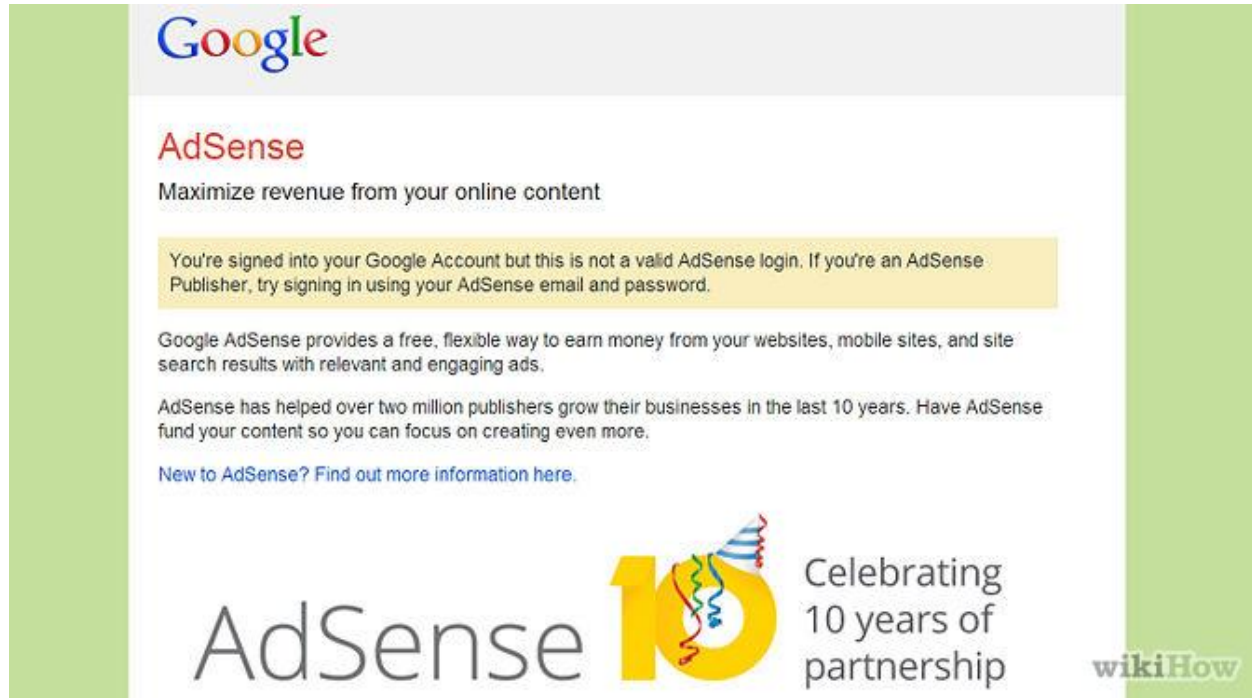 Google
AdSense
Maximize revenue from your online content
You're signed into your Google Account but this is not a valid AdSense login. If you're an AdSense
Publisher, try signing in using your AdSense email and password.
Google AdSense provides a free, flexible way to earn money from your websites, mobile sites, and site
search results with relevant and engaging ads.
AdSense has helped over two million publishers grow their businesses in the last 10 years. Have AdSense
fund your content so you can focus on creating even more.
New to AdSense? Find out more information here.
AdSense 10
Celebrating
10 years of
partnership
wikiHow